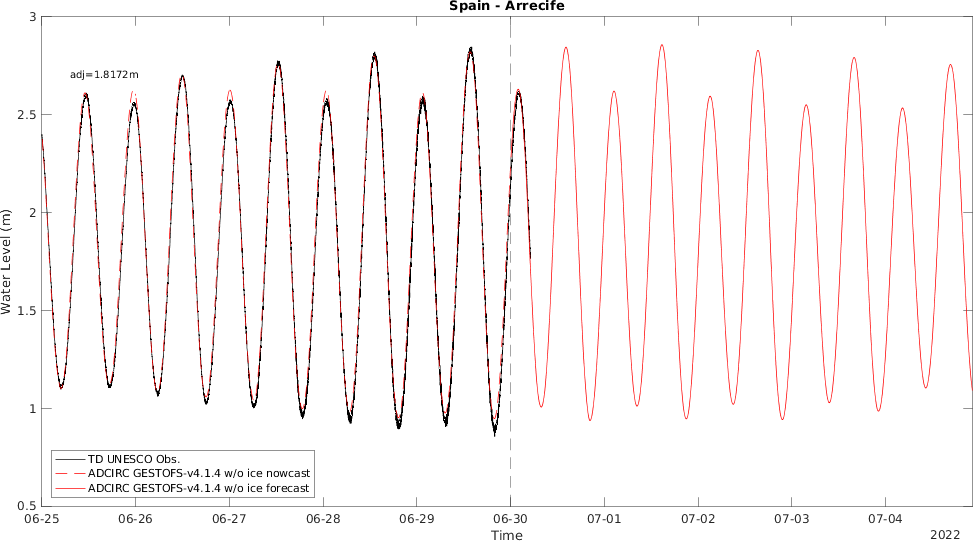 Spain - Arrecife
3
adj=1.8172m
2.5
2
Water Level (m)
1.5
1
TD UNESCO Obs.
ADCIRC GESTOFS-v4.1.4 w/o ice nowcast
ADCIRC GESTOFS-v4.1.4 w/o ice forecast
0.5
06-25 06-26 06-27 06-28 06-29 06-30 07-01 07-02 07-03 07-04
Time
2022